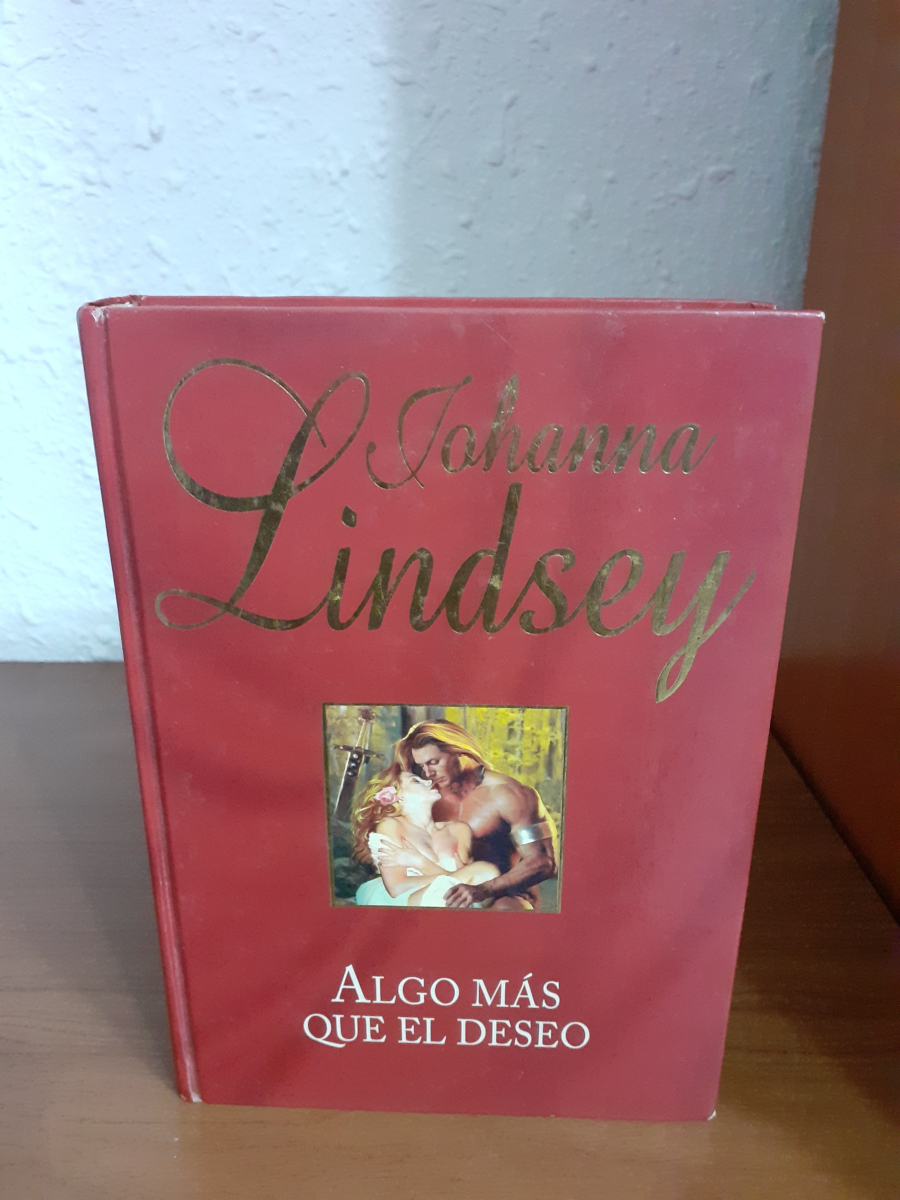 Johanna
Lindsey
ALGO MÁS
QUE EL DESEO